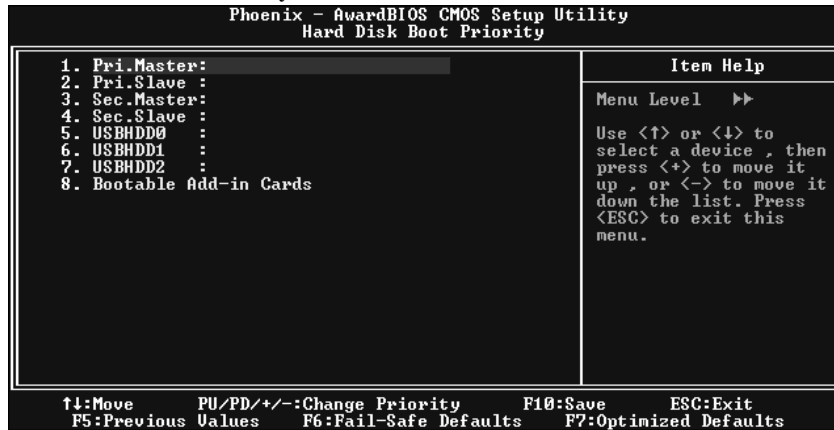 Phoenix - AwardBIOS CMOS Setup Utility
Hard Disk Boot Priority
1. Pri.Master:
2. Pri.Slave :
3. Sec.Master:
4. Sec.Slave :
5. USBHDD0 :
6. USBHDD1 :
7. USBHDD2 :
8. Bootable Add-in Cards
Item Help
Menu Level ▶▶
Use <↑> or <↓> to
select a device , then
press <+> to move it
up , or <-> to move it
down the list. Press
<ESC> to exit this
menu.
↑↓:Move PU/PD/+/-:Change Priority F10:Save ESC:Exit
F5:Previous Values F6:Fail-Safe Defaults F7:Optimized Defaults